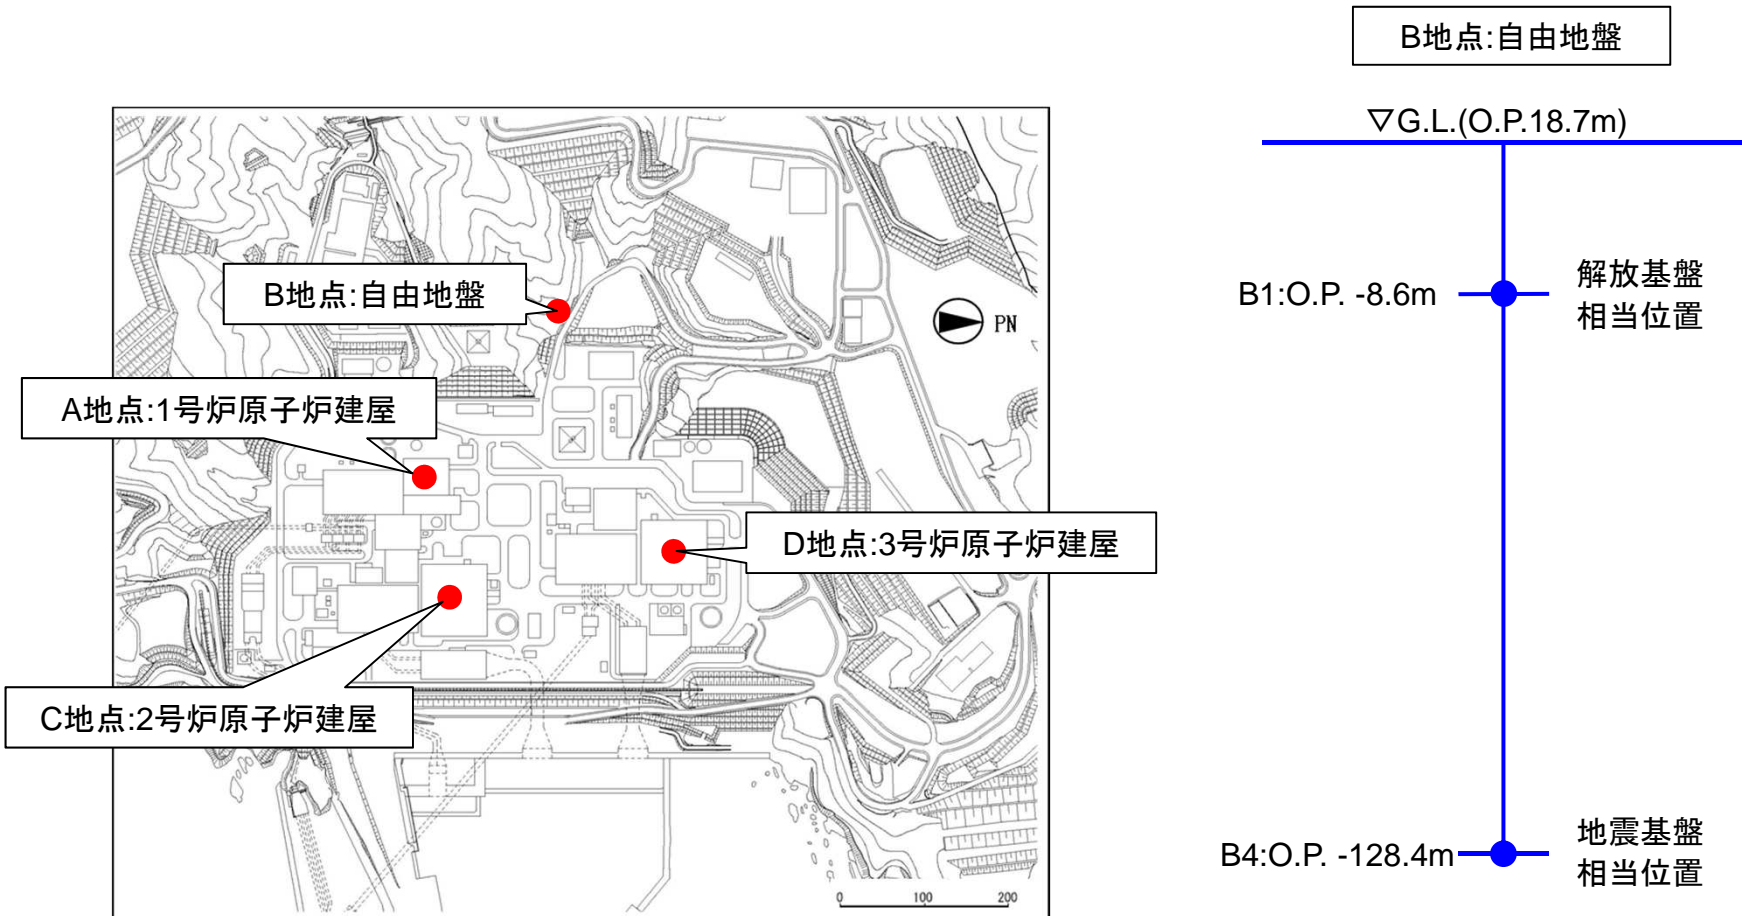 B地点:自由地盤
▽G.L.(O.P.18.7m)
B1:O.P. -8.6m
解放基盤
相当位置
B4:O.P. -128.4m
地震基盤
相当位置
B地点:自由地盤
PN
A地点:1号炉原子炉建屋
D地点:3号炉原子炉建屋
C地点:2号炉原子炉建屋
0 100 200